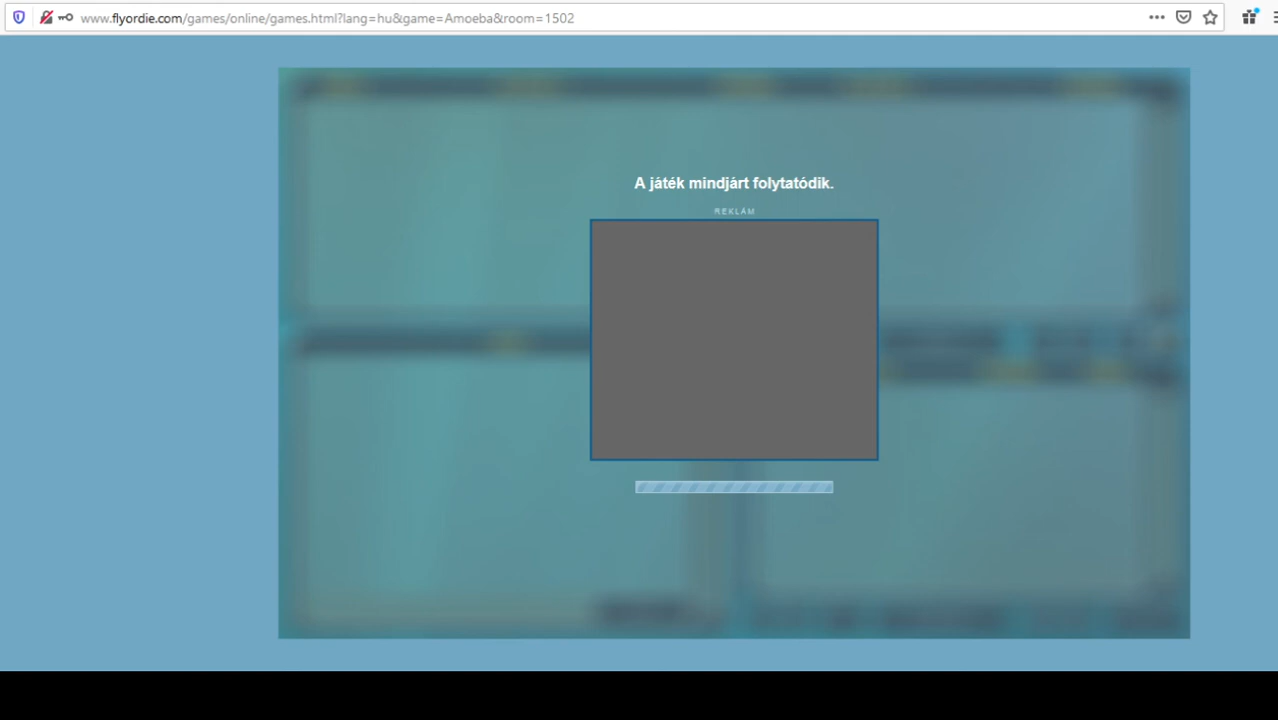 www.flyordie.com/games/online/games.html?lang=hu&game=Amoeba&room=1502
A játék mindjárt folytatódik.
REKLÁM